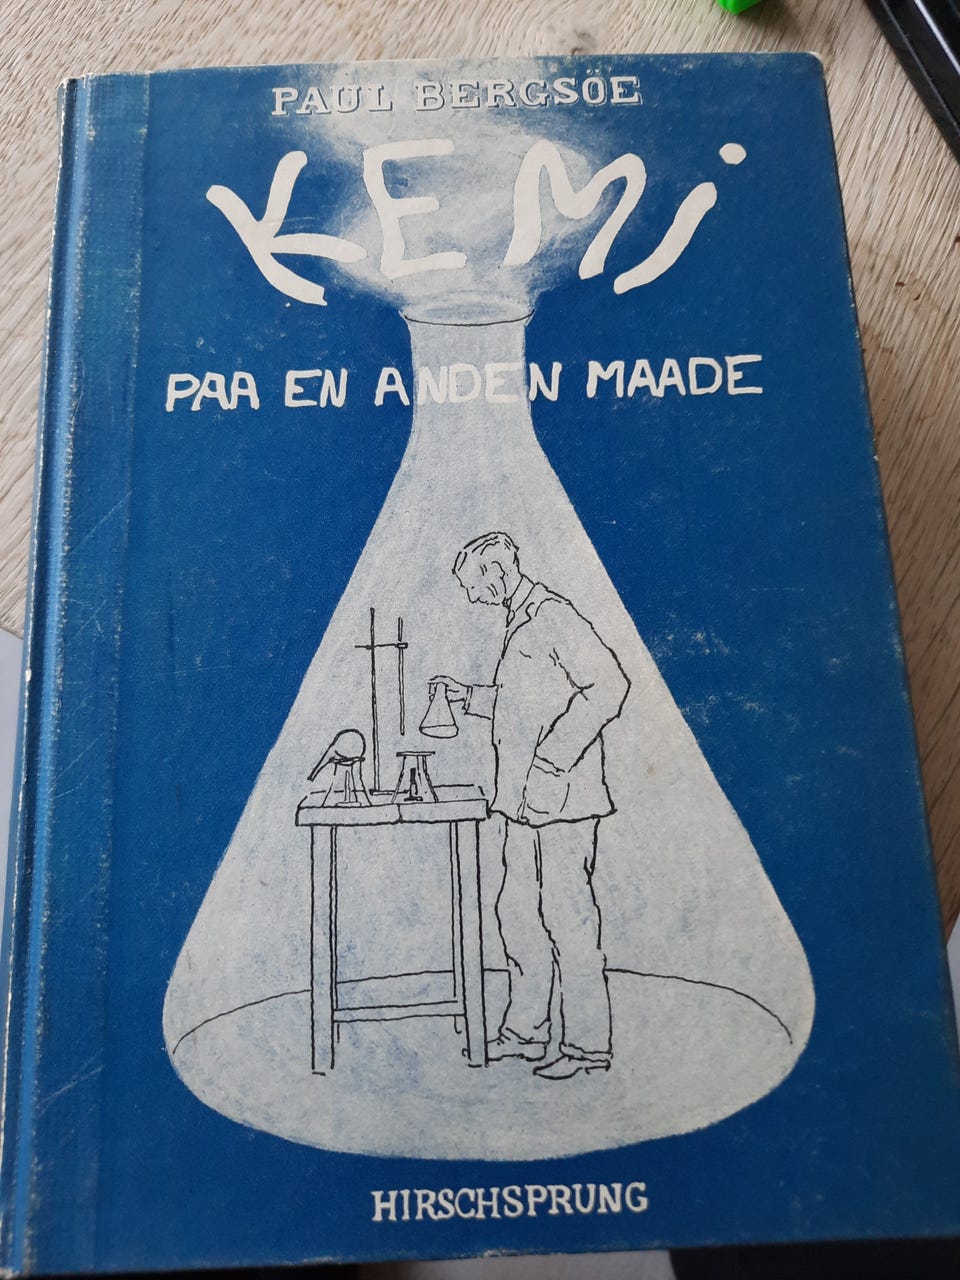 PAUL BERGSÖE
KEMi
PAA EN ANDEN MAADE
HIRSCHSPRUNG